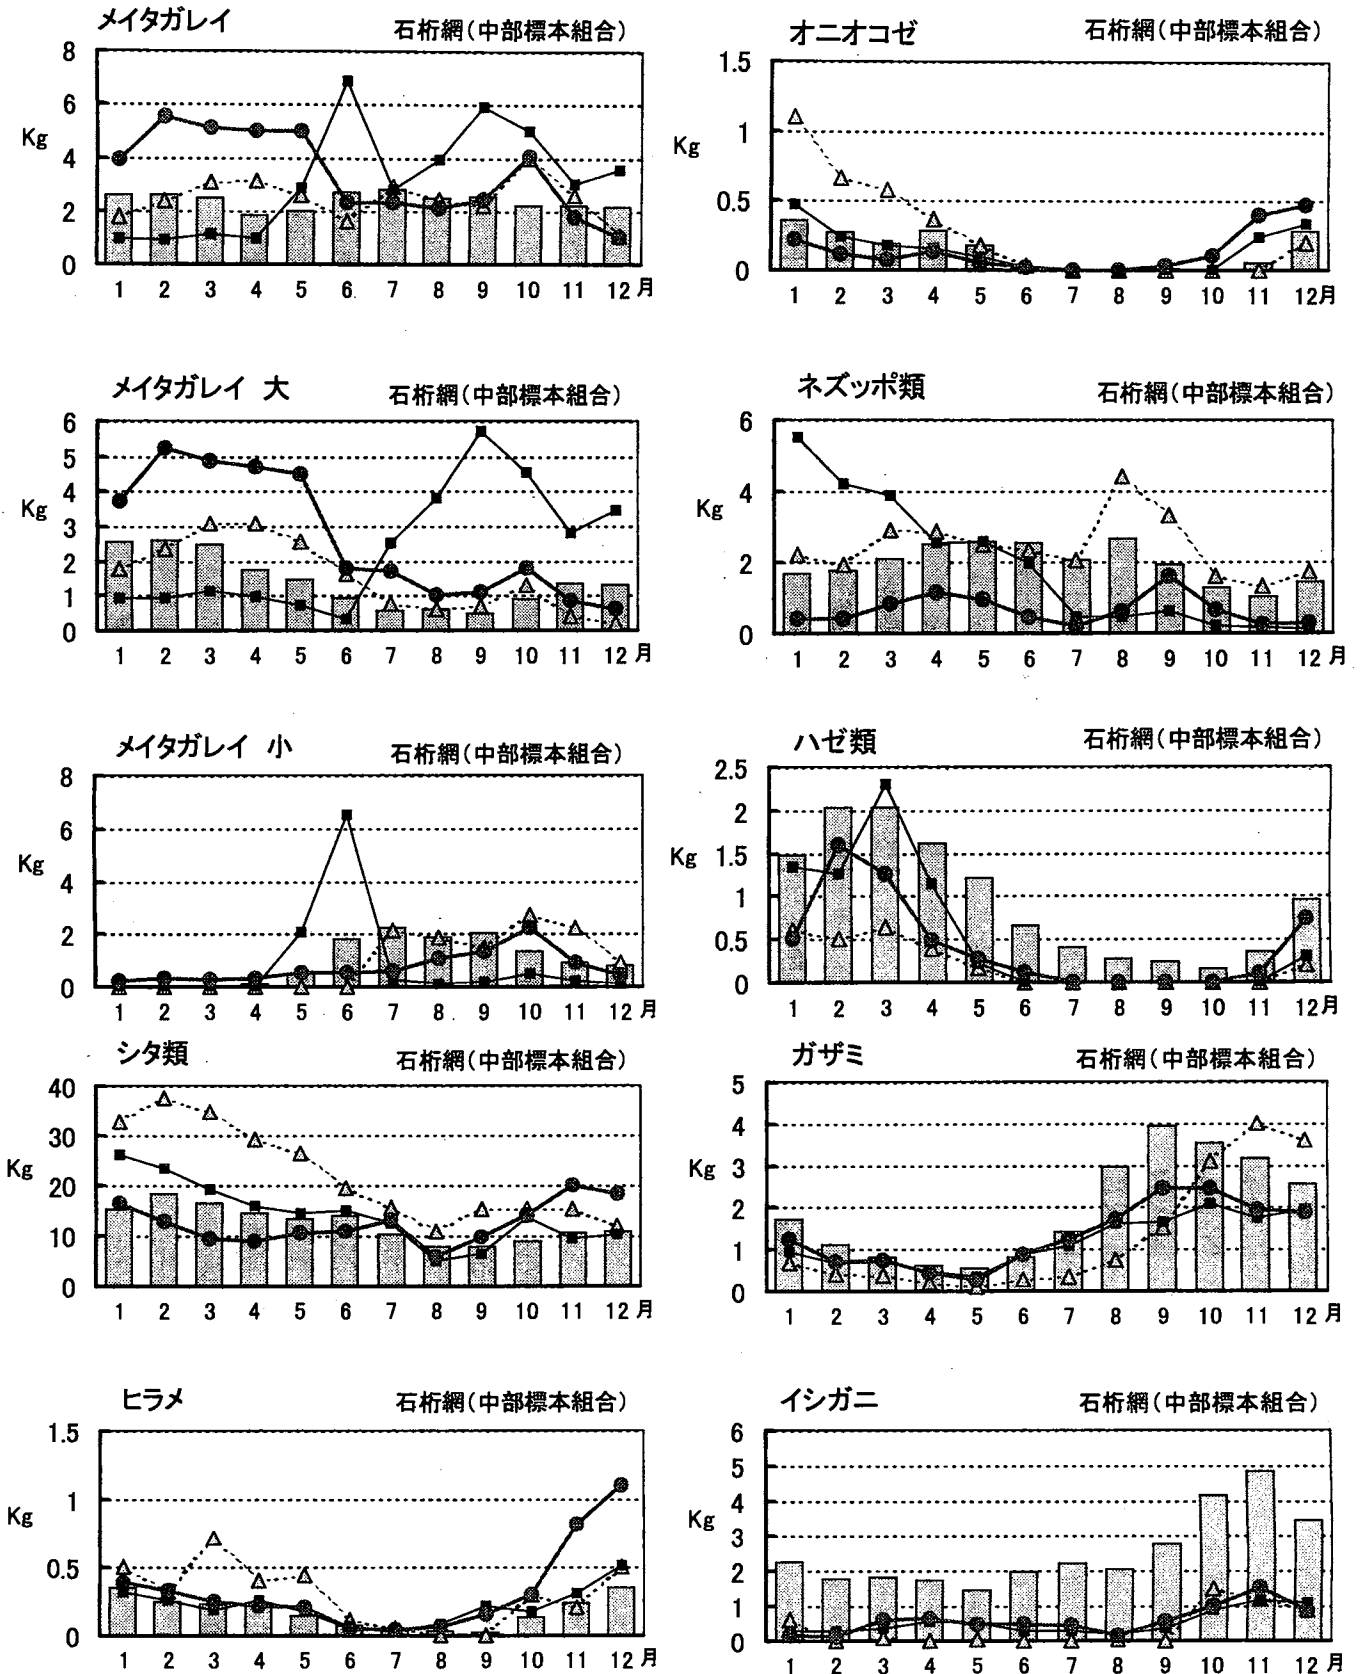 メイタガレイ 石桁網(中部標本組合)
8
6
Kg
4
2
0
1 2 3 4 5 6 7 8 9 10 11 12 月
オニオコゼ 石桁網(中部標本組合)
1.5
1
Kg
0.5
0
1 2 3 4 5 6 7 8 9 10 11 12月
メイタガレイ 大 石桁網(中部標本組合)
6
5
4
Kg
3
2
1
0
1 2 3 4 5 6 7 8 9 10 11 12 月
ネズッポ類 石桁網(中部標本組合)
6
4
Kg
2
0
1 2 3 4 5 6 7 8 9 10 11 12 月
メイタガレイ 小 石桁網(中部標本組合)
8
6
Kg
4
2
0
1 2 3 4 5 6 7 8 9 10 11 12 月
ハゼ類 石桁網(中部標本組合)
2.5
2
1.5
Kg
1
0.5
0
1 2 3 4 5 6 7 8 9 10 11 12 月
シタ類 石桁網(中部標本組合)
40
30
Kg
20
10
0
1 2 3 4 5 6 7 8 9 10 11 12 月
ガザミ 石桁網(中部標本組合)
5
4
3
Kg
2
1
0
1 2 3 4 5 6 7 8 9 10 11 12 月
ヒラメ 石桁網(中部標本組合)
1.5
1
Kg
0.5
0
1 2 3 4 5 6 7 8 9 10 11 12 月
イシガニ 石桁網(中部標本組合)
6
5
4
Kg
3
2
1
0
1 2 3 4 5 6 7 8 9 10 11 12 月